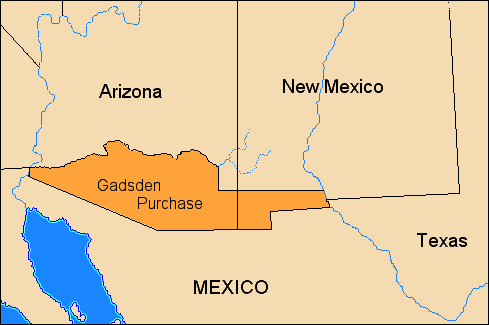 Arizona
New Mexico
Gadsden
Purchase
Texas
MEXICO